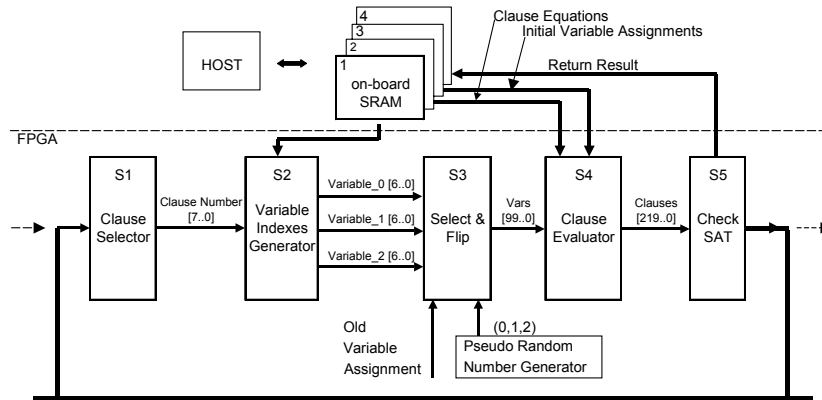 4
3
2
1
on-board
SRAM
HOST
Clause Equations
Initial Variable Assignments
Return Result
FPGA
S1
Clause
Selector
Clause Number
[7..0]
S2
Variable
Indexes
Generator
Variable_0 [6..0]
Variable_1 [6..0]
Variable_2 [6..0]
S3
Select &
Flip
Vars
[99..0]
S4
Clause
Evaluator
Clauses
[219..0]
S5
Check
SAT
Old
Variable
Assignment
(0,1,2)
Pseudo Random
Number Generator